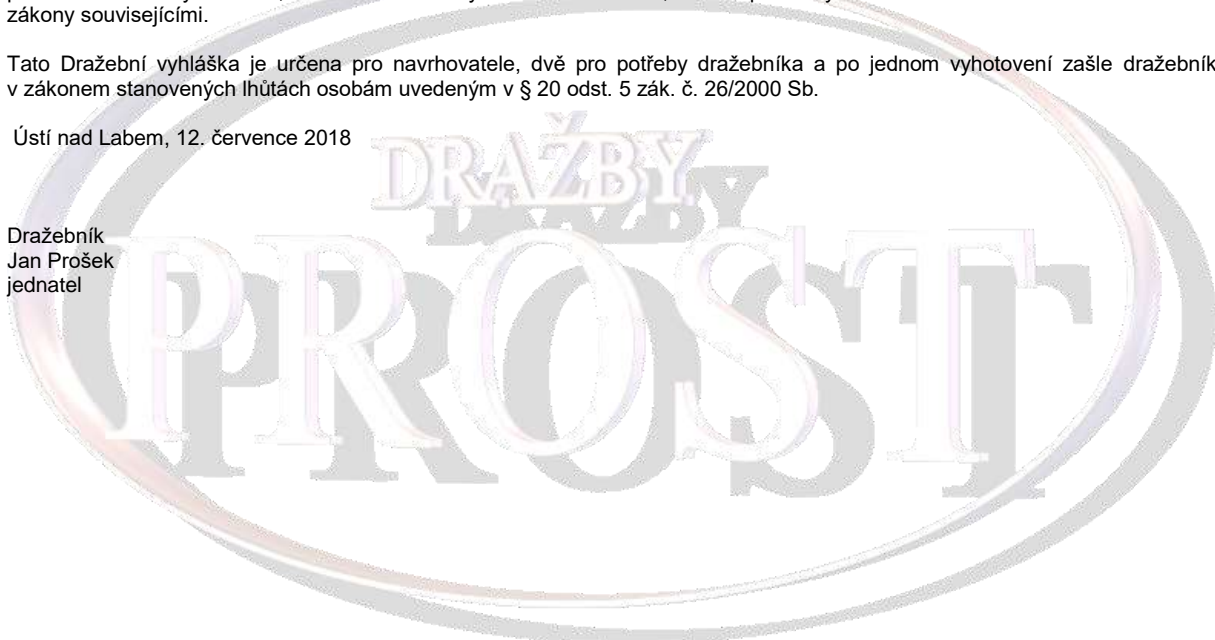 zákony souvisejícími.
Tato Dražební vyhláška je určena pro navrhovatele, dvě pro potřeby dražebníka a po jednom vyhotovení zašle dražebník
v zákonem stanovených lhůtách osobám uvedeným v § 20 odst. 5 zák. č. 26/2000 Sb.
Ústí nad Labem, 12. července 2018
DRAŽBY
PROST
Dražebník
Jan Prošek
jednatel